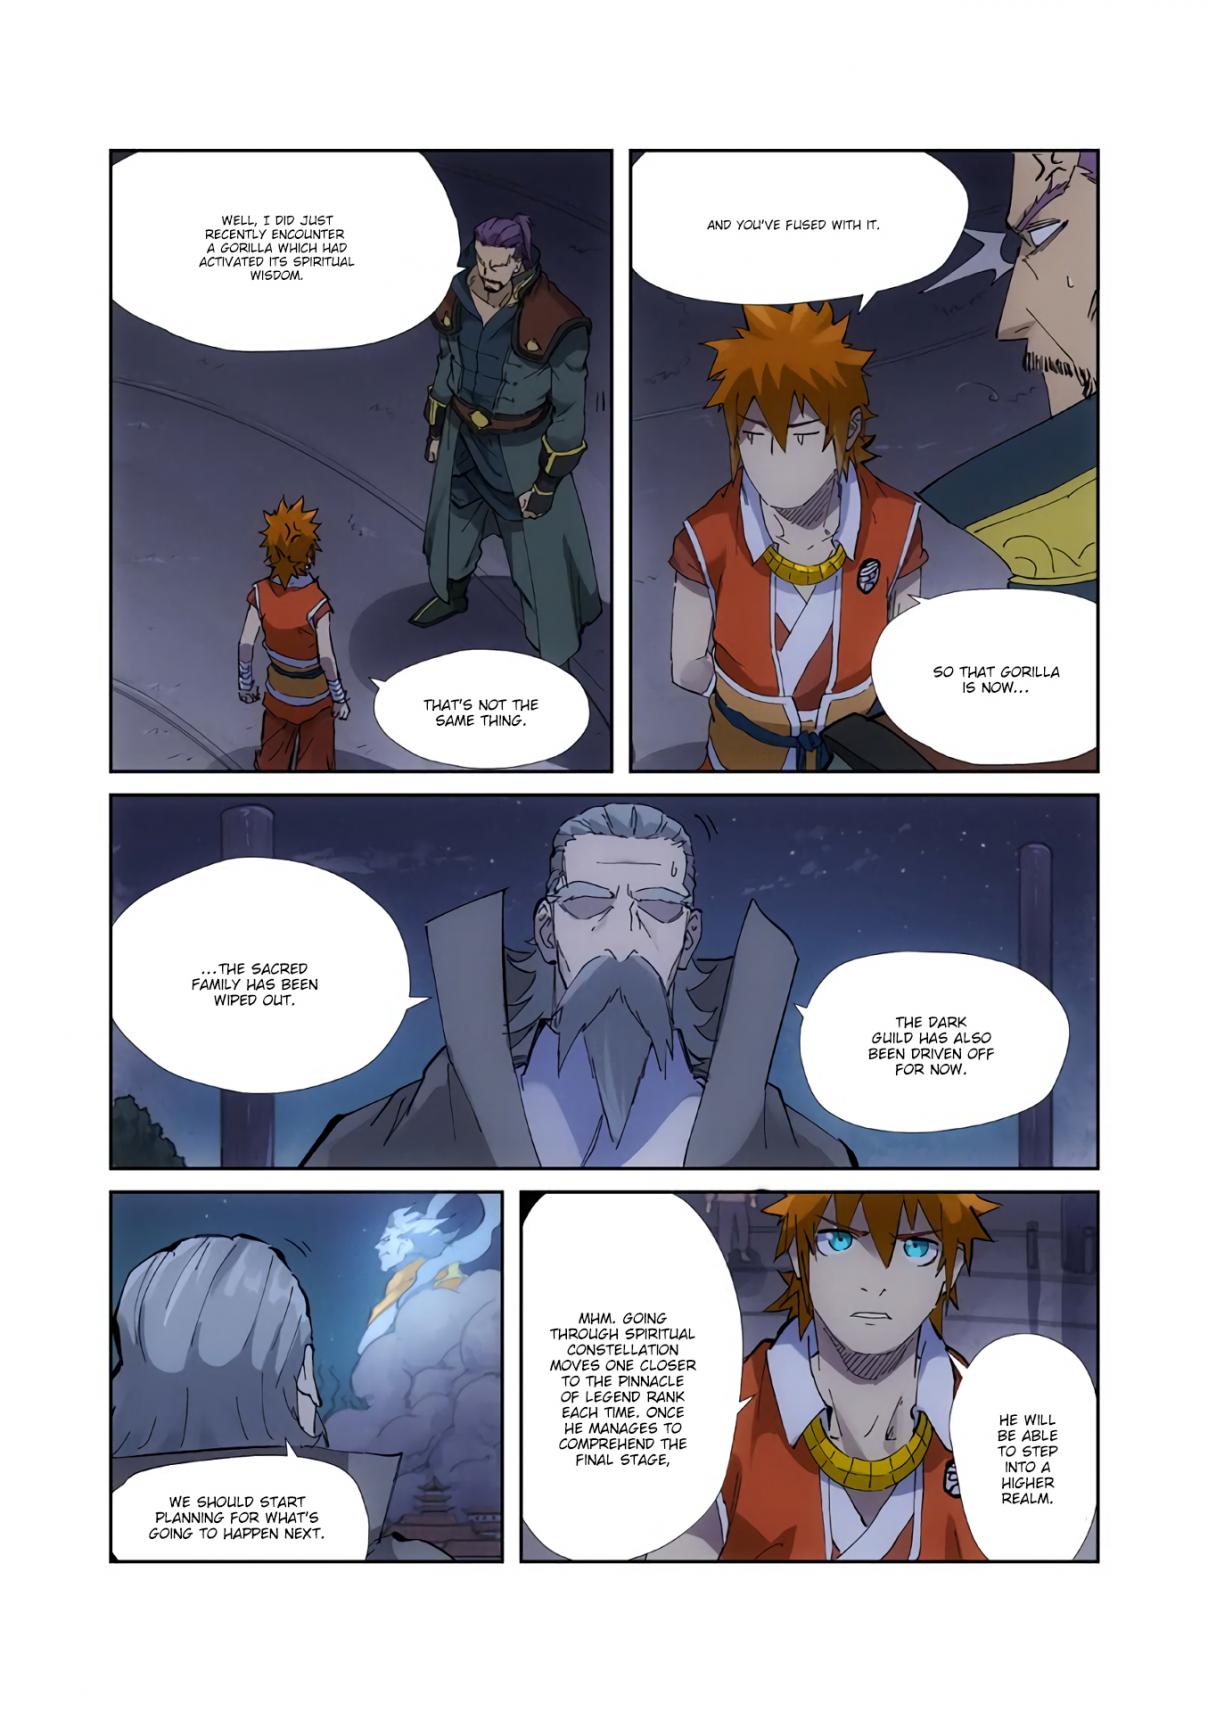 WELL, I DID JUST
RECENTLY ENCOUNTER
A GORILLA WHICH HAD
ACTIVATED ITS SPIRITUAL
WISDOM.
THAT'S NOT THE
SAME THING.
AND YOU'VE FUSED WITH IT.
SO THAT GORILLA
IS NOW...
...THE SACRED
FAMILY HAS BEEN
WIPED OUT.
THE DARK
GUILD HAS ALSO
BEEN DRIVEN OFF
FOR NOW.
WE SHOULD START
PLANNING FOR WHAT'S
GOING TO HAPPEN NEXT.
MHM. GOING
THROUGH SPIRITUAL
CONSTELLATION
MOVES ONE CLOSER
TO THE PINNACLE
OF LEGEND RANK
EACH TIME. ONCE
HE MANAGES TO
COMPREHEND THE
FINAL STAGE,
HE WILL
BE ABLE
TO STEP
INTO A
HIGHER
REALM.